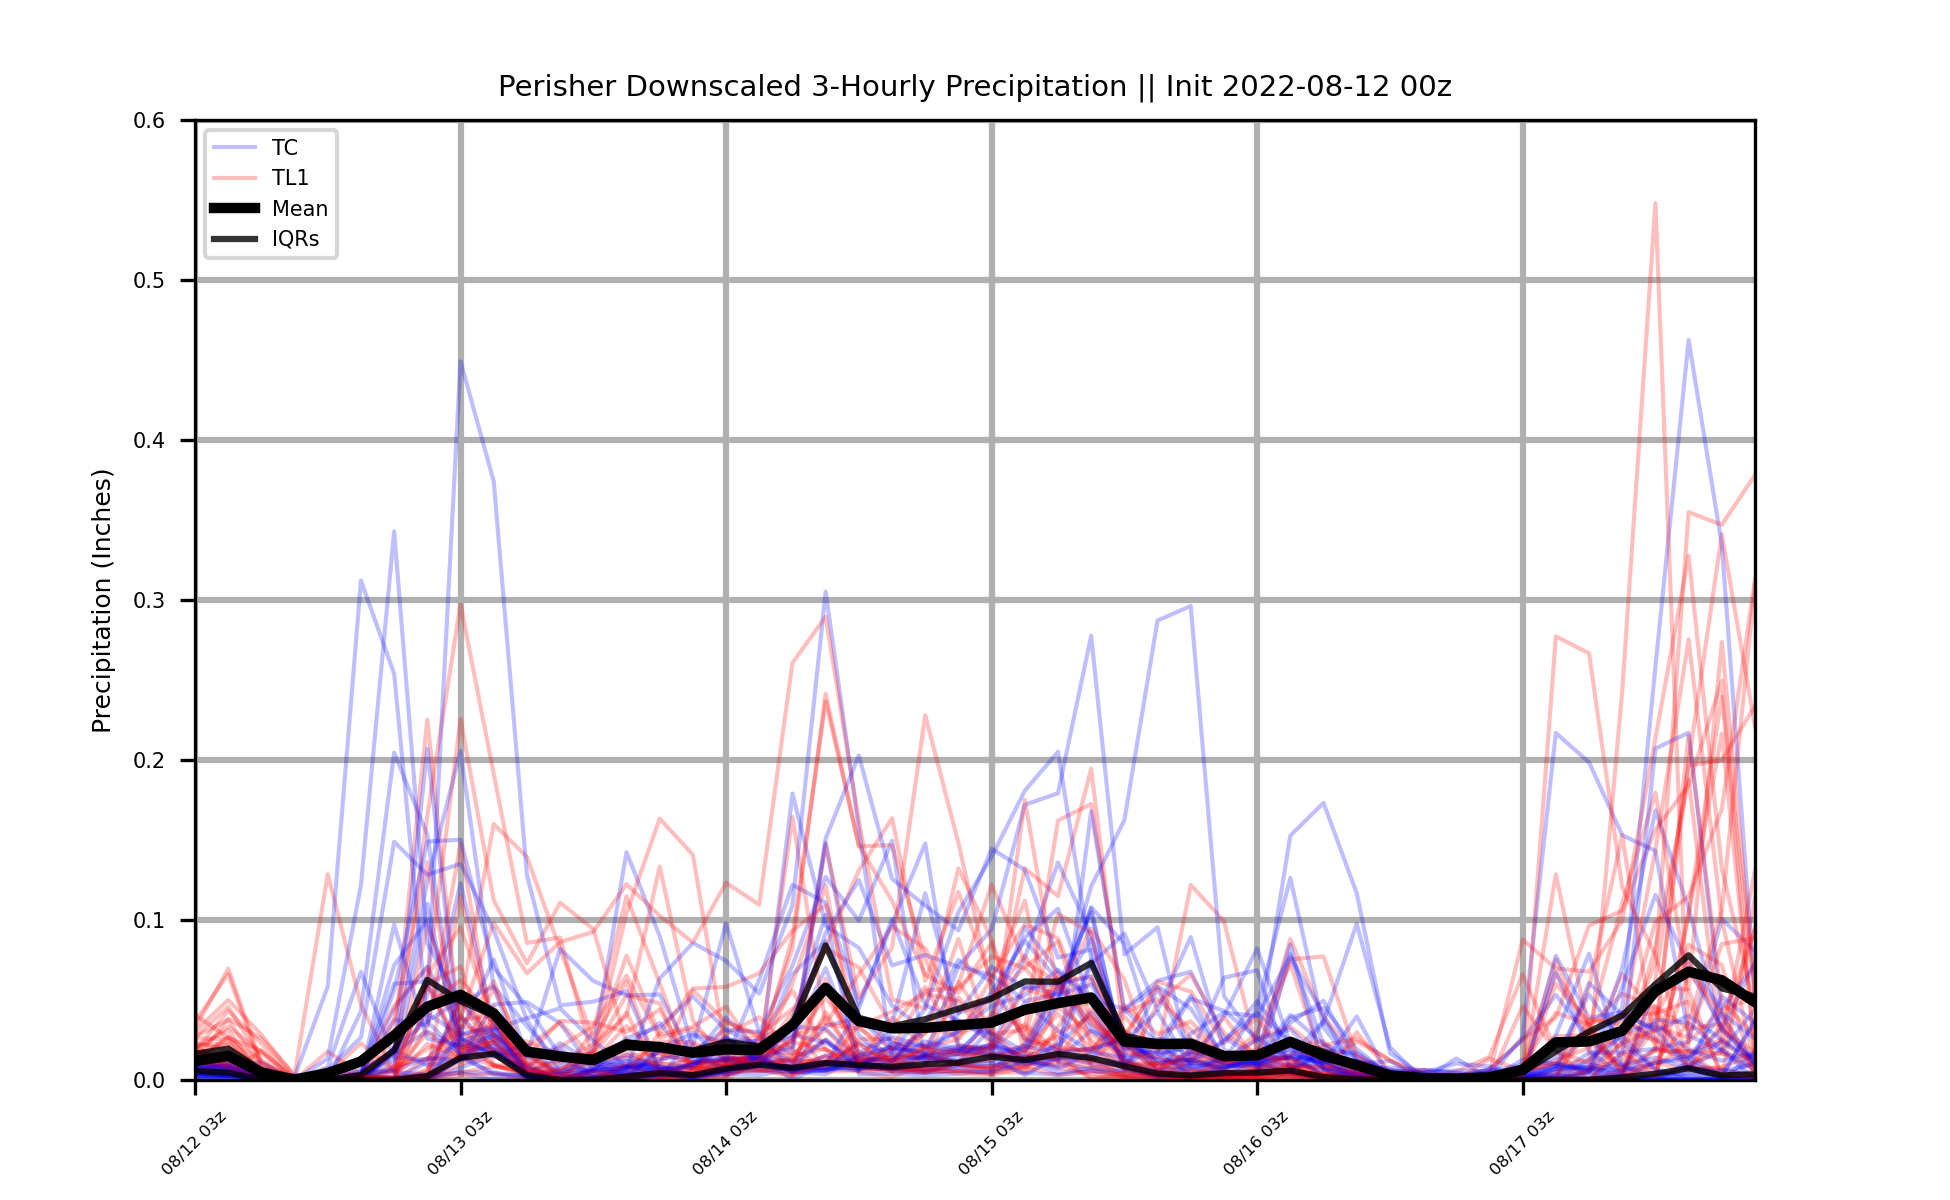 Perisher Downscaled 3-Hourly Precipitation || Init 2022-08-12 00z
TC
TL1
Mean
IQRs
Precipitation (Inches)
0.6
0.5
0.4
0.3
0.2
0.1
0.0
08/12 03z
08/13 03z
08/14 03z
08/15 03z
08/16 03z
08/17 03z